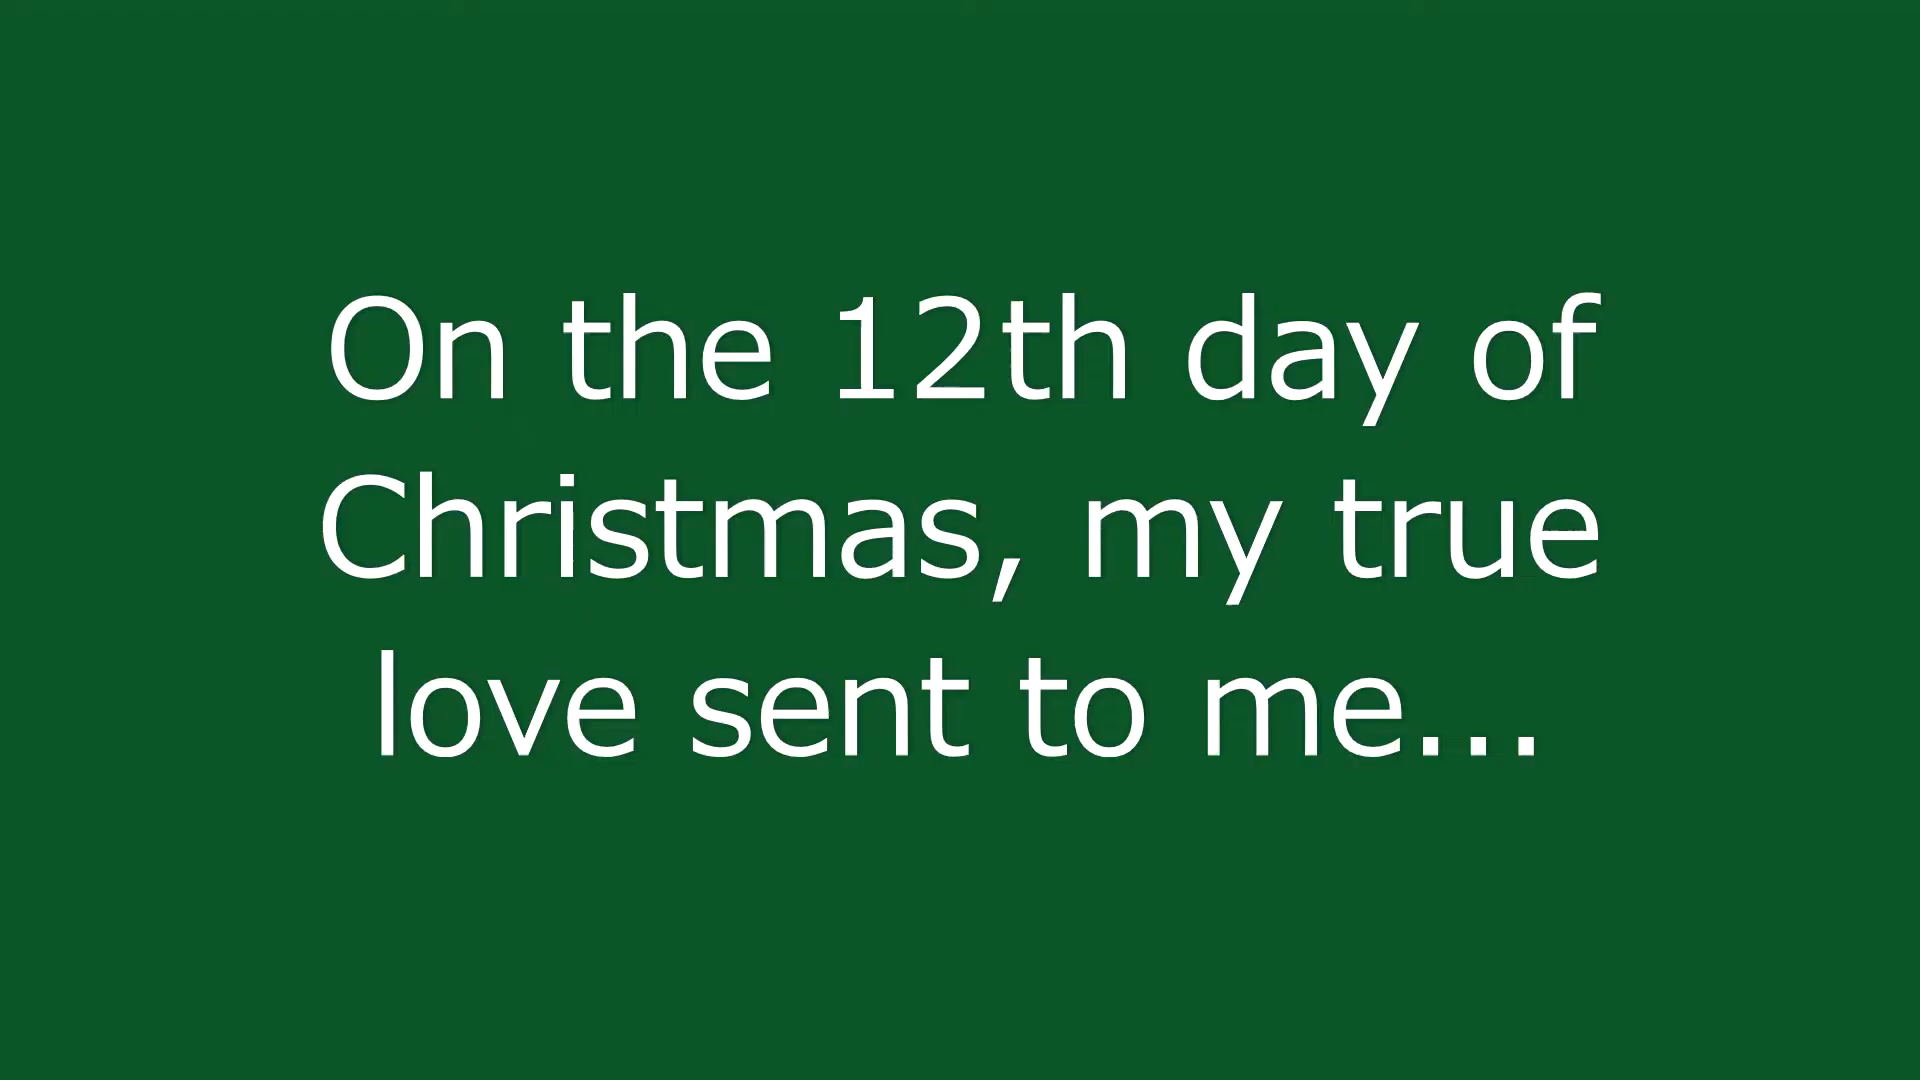 On the 12th day of
Christmas, my true
love sent to me...